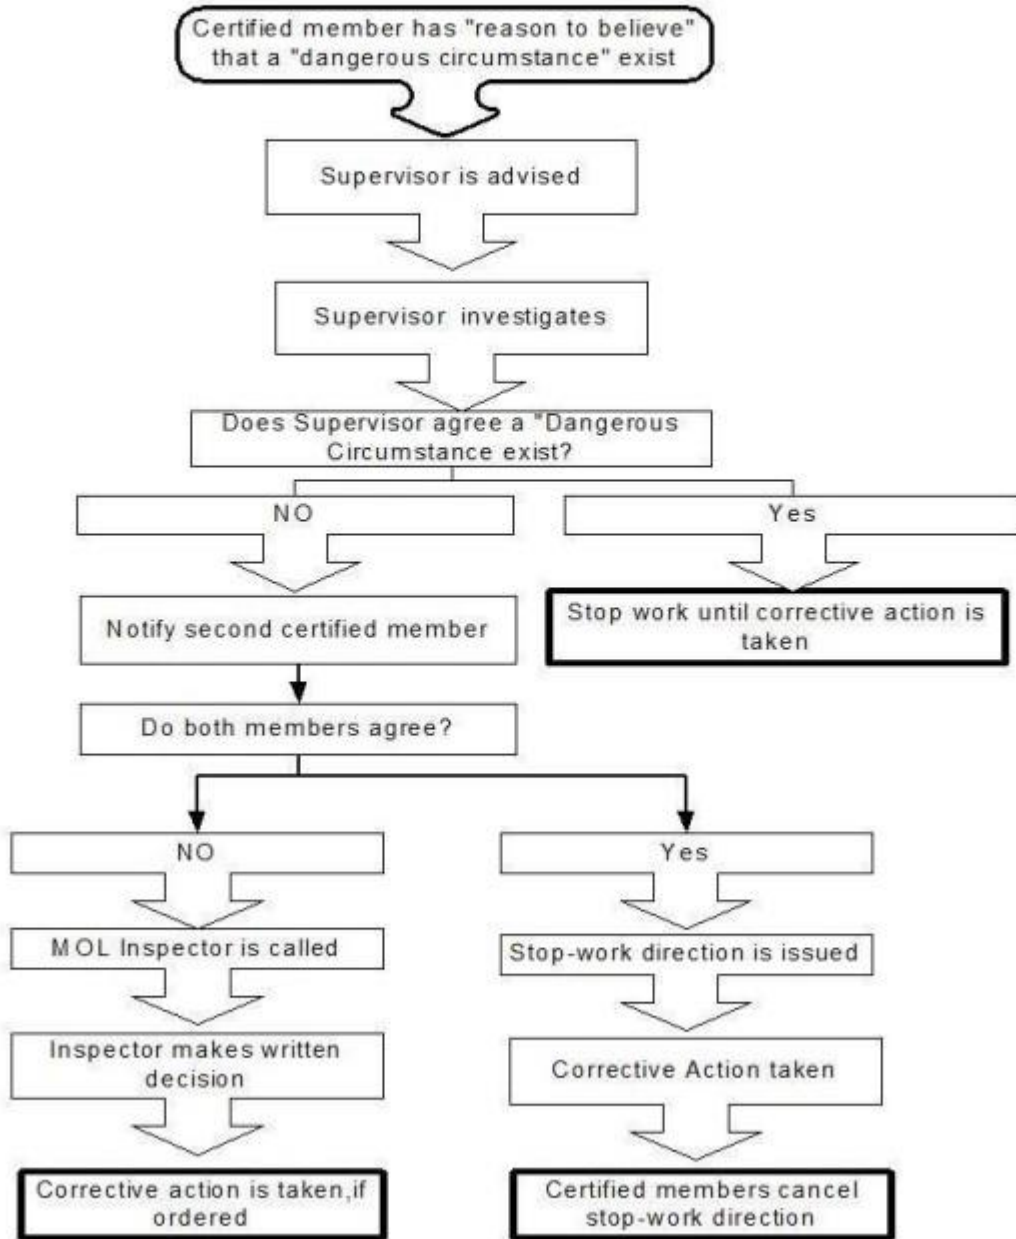 Certified member has "reason to believe"
that a "dangerous circumstance" exist
Supervisor is advised
Supervisor investigates
Does Supervisor agree a "Dangerous
Circumstance exist?
NO
Yes
Notify second certified member
Stop work until corrective action is
taken
Do both members agree?
NO
Yes
MOL Inspector is called
Stop-work direction is issued
Inspector makes written
decision
Corrective Action taken
Corrective action is taken,if
ordered
Certified members cancel
stop-work direction